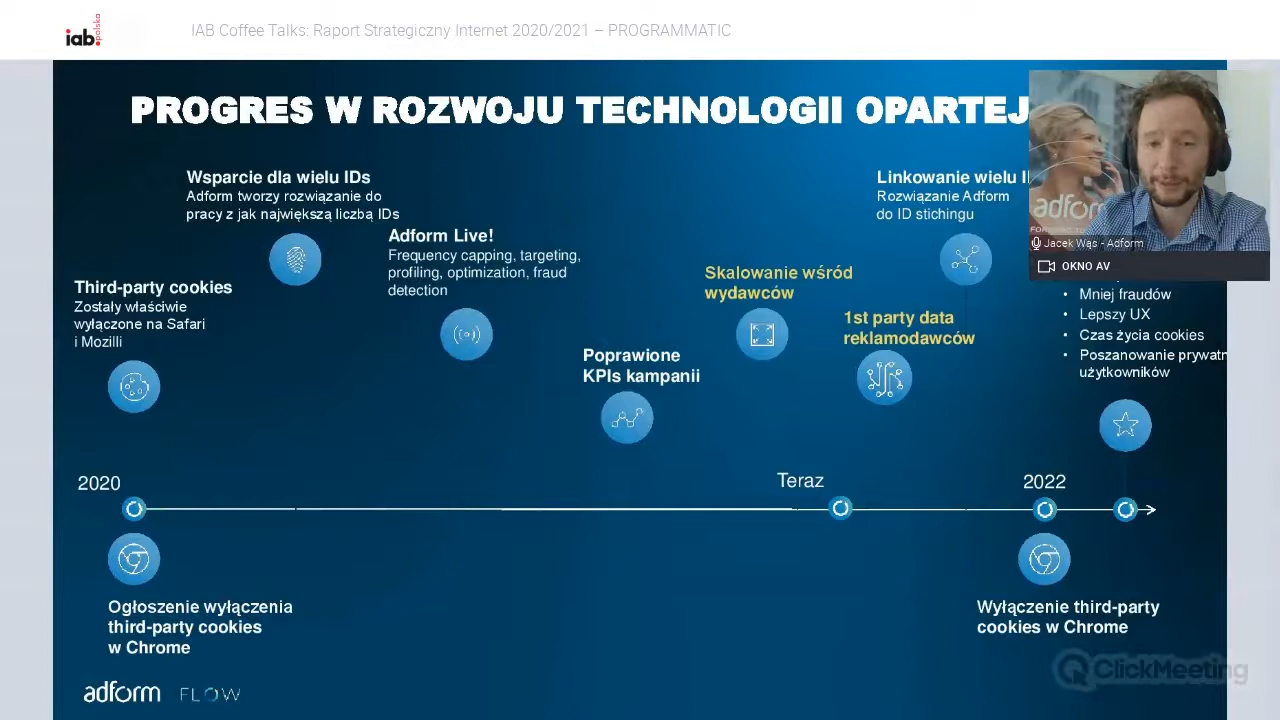 iab:polska
IAB Coffee Talks: Raport Strategiczny Internet 2020/2021 – PROGRAMMATIC
PROGRES W ROZWOJU TECHNOLOGII OPARTEJ
Wsparcie dla wielu IDs
Adform tworzy rozwiązanie do
pracy z jak największą liczbą IDs
Linkowanie wielu
Rozwiązanie Adform
do ID stichingu
adform
Jacek Wąs - Adform
OKNO AV
Adform Live!
Frequency capping, targeting,
profiling, optimization, fraud
detection
Third-party cookies
Zostały właściwie
wyłączone na Safari
i Mozilli
Skalowanie wśród
wydawców
1st party data
reklamodawców
Mniej fraudów
Lepszy UX
Czas życia cookies
Poszanowanie prywatn
użytkowników
Poprawione
KPIs kampanii
2020
Teraz
2022
Ogłoszenie wyłączenia
third-party cookies
w Chrome
Wyłączenie third-party
cookies w Chrome
adform FLOW
ClickMeeting